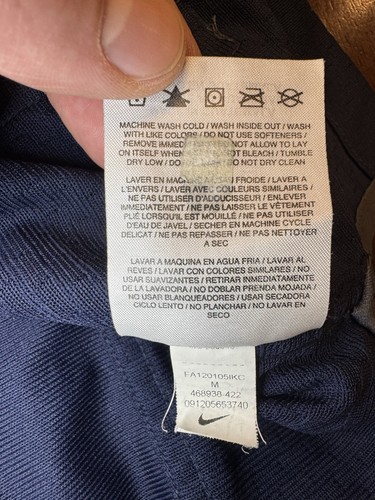 MACHINE WASH COLD / WASH INSIDE OUT / WASH
WITH LIKE COLORS / DO NOT USE SOFTENERS /
REMOVE IMMED NOT ALLOW TO LAY
ON ITSELF WHEN NOT BLEACH / TUMBLE
DRY LOW / DO NOT DRY CLEAN
LAVER EN MACHINE À FROIDE / LAVER A
L'ENVERS / LAVER AVEC COULEURS SIMILAIRES /
NE PAS UTILISER D'ADOUCISSEUR / ENLEVER
IMMÉDIATEMENT / NE PAS LAISSER LE VÊTEMENT
PLIÉ LORSQU'IL EST MOUILLÉ / NE PAS UTILISER
D'EAU DE JAVEL / SÉCHER EN MACHINE CYCLE
DÉLICAT / NE PAS REPASSER / NE PAS NETTOYER
A SEC
LAVAR A MAQUINA EN AGUA FRIA / LAVAR AL
REVES / LAVAR CON COLORES SIMILARES / NO
USAR SUAVIZANTES / RETIRAR IMMEDIATAMENTE
DE LA LAVADORA / NO DOBLAR PRENDA MOJADA
/ NO USAR BLANQUEADORES / USAR SECADORA
CICLO LENTO / NO PLANCHAR / NO LAVAR EN
SECO
FA120105IKC
M
468938-422
091205653740